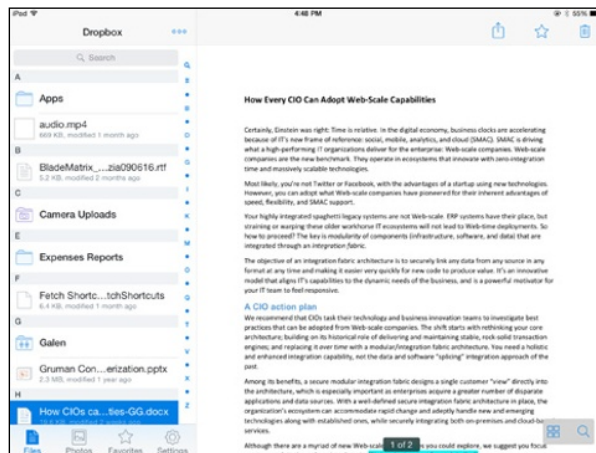 iPad
4:48 PM
55%
Dropbox
Search
A
Apps
audio.mp4
669 KB, modified 1 month ago
B
BladeMatrix_...zia090616.rtf
5.2 KB, modified 2 months ago
C
Camera Uploads
E
Expenses Reports
F
Fetch Shortc...tchShortcuts
6.4 KB, modified 1 month ago
G
Galen
Gruman Con...erization.pptx
2.3 MB, modified 1 year ago
H
How CIOs ca...ties-GG.docx
Files
Photos
Favorites
Settings
How Every CIO Can Adopt Web-Scale Capabilities
Certainly, Einstein was right: Time is relative. In the digital economy, business clocks are accelerating
because of IT's new frame of reference: social, mobile, analytics, and cloud (SMAC). SMAC is driving
what a high-performing IT organizations deliver for the enterprise: Web-scale companies. Web-scale
companies are the new benchmark. They operate in ecosystems that innovate with zero-integration
time and massively scalable technologies.
Most likely, you're not Twitter or Facebook, with the advantages of a startup using new technologies.
However, you can adopt what Web-scale companies have pioneered for their inherent advantages of
speed, flexibility, and SMAC support.
Your highly integrated spaghetti legacy systems are not Web-scale. ERP systems have their place, but
straining or warping these older workhorse IT ecosystems will not lead to Web-time deployments. So
how to proceed? The key is modularity of components (infrastructure, software, and data) that are
integrated through an integration fabric.
The objective of an integration fabric architecture is to securely link any data from any source in any
format at any time and making it easier very quickly for new code to produce value. It's an innovative
model that aligns IT's capabilities to the dynamic needs of the business, and is a powerful motivator for
your IT team to feel responsive.
A CIO action plan
We recommend that CIOs task their technology and business innovation teams to investigate best
practices that can be adopted from Web-scale companies. The shift starts with rethinking your core
architecture; building on its historical role of delivering and maintaining stable, rock-solid transaction
engines; and replacing it over time with a modular/integration fabric architecture. You need a holistic
and enhanced integration capability, not the data and software "splicing" integration approach of the
past.
Among its benefits, a secure modular integration fabric designs a single customer "view" directly into
the architecture, which is especially important as enterprises acquire a greater number of disparate
applications and data sources. With a well-defined secure integration fabric architecture in place, the
organization's ecosystem can accommodate rapid change and adeptly handle new and emerging
technologies along with established ones, while securely integrating both on-premises and cloud-based
services.
Although there are a myriad of new Web-scale you could explore, we suggest you focus
1 of 2